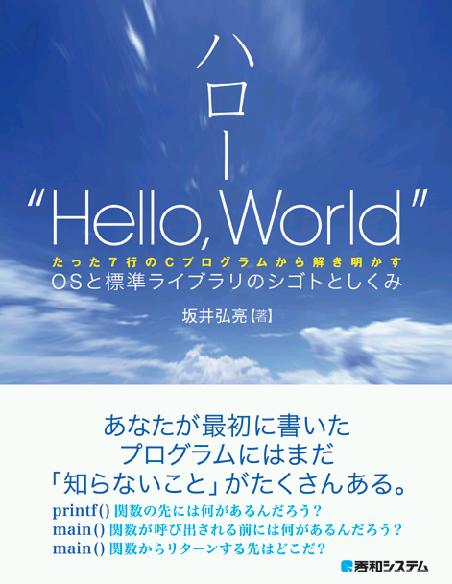 ハロー
“Hello, World”
たった7行のCプログラムから解き明かす
OSと標準ライブラリのシゴトとしくみ
坂井弘亮【著】
あなたが最初に書いた
プログラムにはまだ
「知らないこと」がたくさんある。
printf()関数の先には何があるんだろう？
main()関数が呼び出される前には何があるんだろう？
main()関数からリターンする先はどこだ？
秀和システム